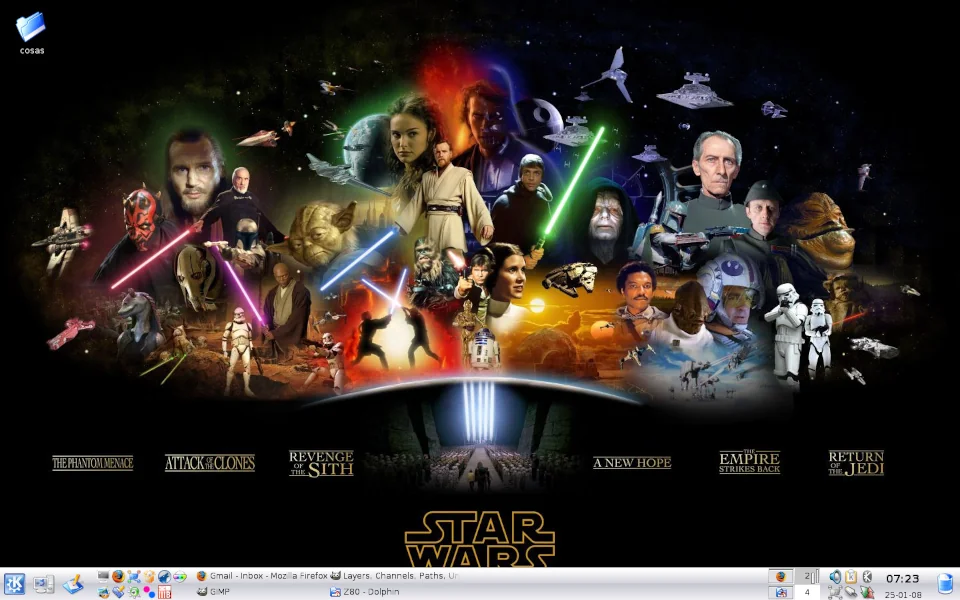 cosas
THE PHANTOM MENACE
ATTACK OF THE CLONES
REVENGE
OF THE SITH
A NEW HOPE
THE
EMPIRE
STRIKES BACK
RETURN
OF THE JEDI
STAR
WARS
Gmail - Inbox - Mozilla Firefox
Layers, Channels, Paths, Un
GIMP
Z80 - Dolphin
2
4
07:23
25-01-08